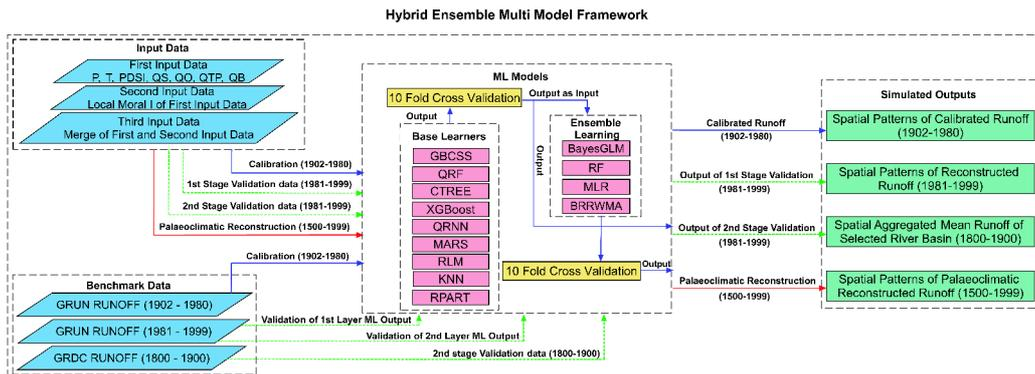 Hybrid Ensemble Multi Model Framework
Input Data
First Input Data
P, T, PDSI, QS, QO, QTP, QB
Second Input Data
Local Moral I of First Input Data
Third Input Data
Merge of First and Second Input Data
Calibration (1902-1980)
1st Stage Validation data (1981-1999)
2nd Stage Validation data (1981-1999)
Palaeoclimatic Reconstruction (1500-1999)
Calibration (1902-1980)
Benchmark Data
GRUN RUNOFF (1902 - 1980)
GRUN RUNOFF (1981 - 1999)
GRDC RUNOFF (1800 - 1900)
Validation of 1st Layer ML Output
Validation of 2nd Layer ML Output
2nd stage Validation data (1800-1900)
ML Models
10 Fold Cross Validation
Output as Input
Output
Base Learners
GBCSS
QRF
CTREE
XGBoost
QRNN
MARS
RLM
KNN
RPART
Output
Ensemble
Learning
BayesGLM
RF
MLR
BRRWMA
10 Fold Cross Validation
Output
Calibrated Runoff
(1902-1980)
Output of 1st Stage Validation
(1981-1999)
Output of 2nd Stage Validation
(1981-1999)
Palaeoclimatic Reconstruction
(1500-1999)
Simulated Outputs
Spatial Patterns of Calibrated Runoff
(1902-1980)
Spatial Patterns of Reconstructed
Runoff (1981-1999)
Spatial Aggregated Mean Runoff of
Selected River Basin (1800-1900)
Spatial Patterns of Palaeoclimatic
Reconstructed Runoff (1500-1999)